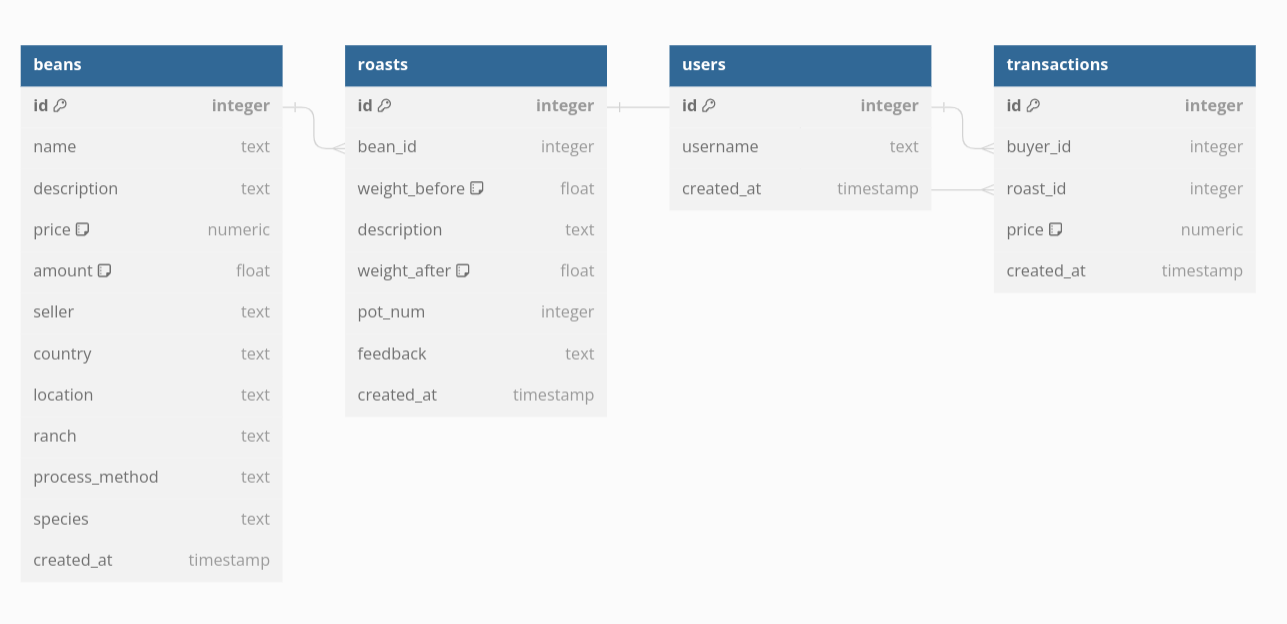 beans
id integer
name text
description text
price numeric
amount float
seller text
country text
location text
ranch text
process_method text
species text
created_at timestamp
roasts
id integer
bean_id integer
weight_before float
description text
weight_after float
pot_num integer
feedback text
created_at timestamp
users
id integer
username text
created_at timestamp
transactions
id integer
buyer_id integer
roast_id integer
price numeric
created_at timestamp